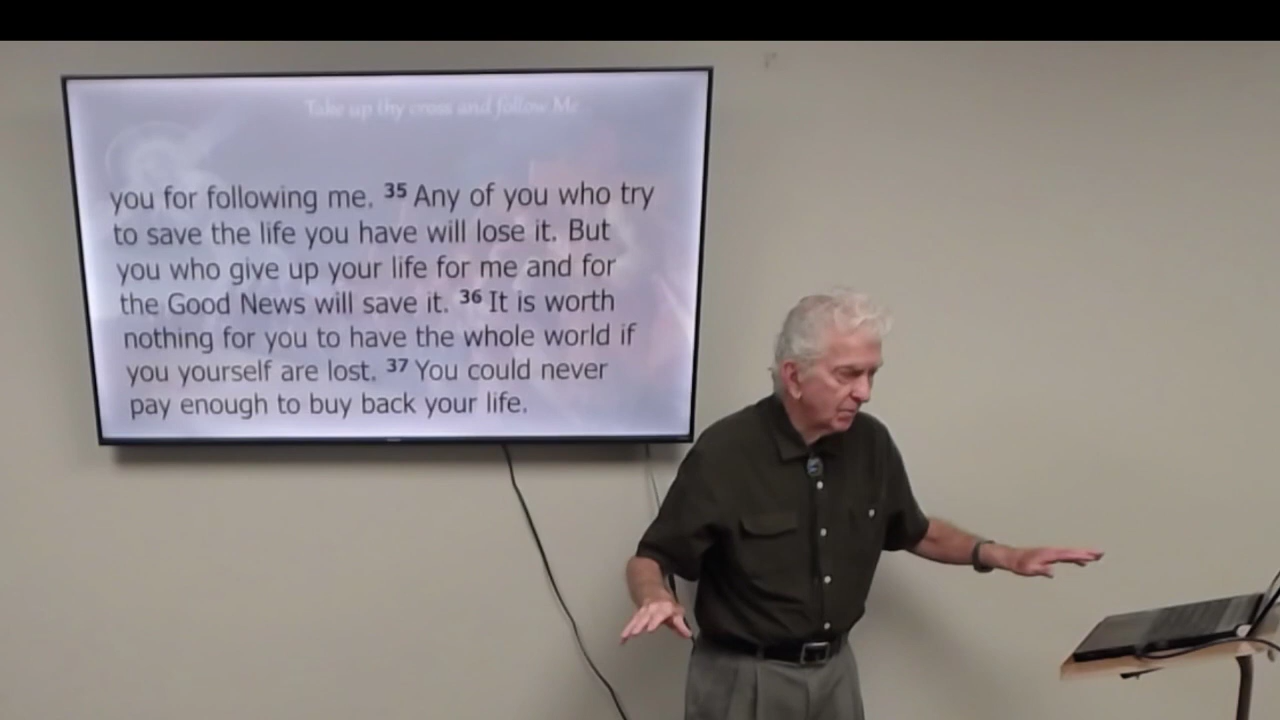 Take up thy cross and follow Me
you for following me. 35 Any of you who try
to save the life you have will lose it. But
you who give up your life for me and for
the Good News will save it. 36 It is worth
nothing for you to have the whole world if
you yourself are lost. 37 You could never
pay enough to buy back your life.